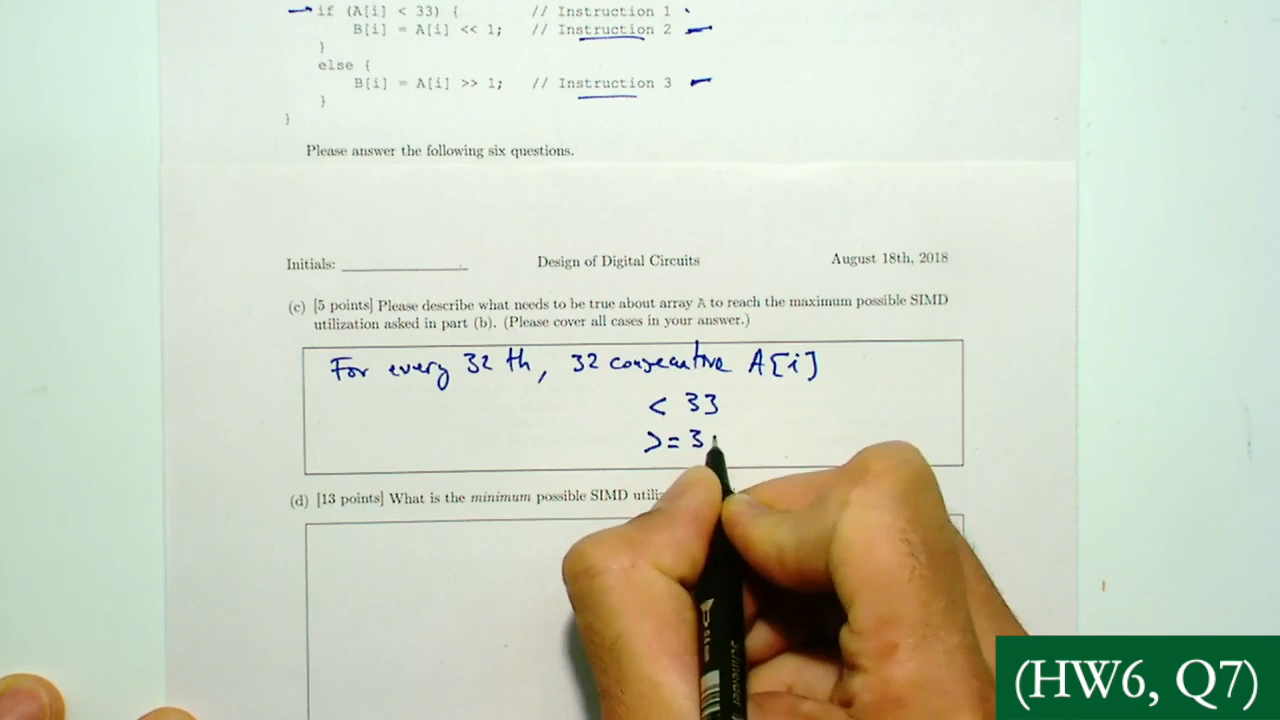 if (A[i] < 33) { // Instruction 1
B[i] = A[i] << 1; // Instruction 2
}
else {
B[i] = A[i] >> 1; // Instruction 3
}
}
Please answer the following six questions.
Initials: Design of Digital Circuits August 18th, 2018
(c) [5 points] Please describe what needs to be true about array A to reach the maximum possible SIMD
utilization asked in part (b). (Please cover all cases in your answer.)
For every 32 th, 32 consecutive A[i]
< 33
>= 3
(d) [13 points] What is the minimum possible SIMD
(HW6, Q7)